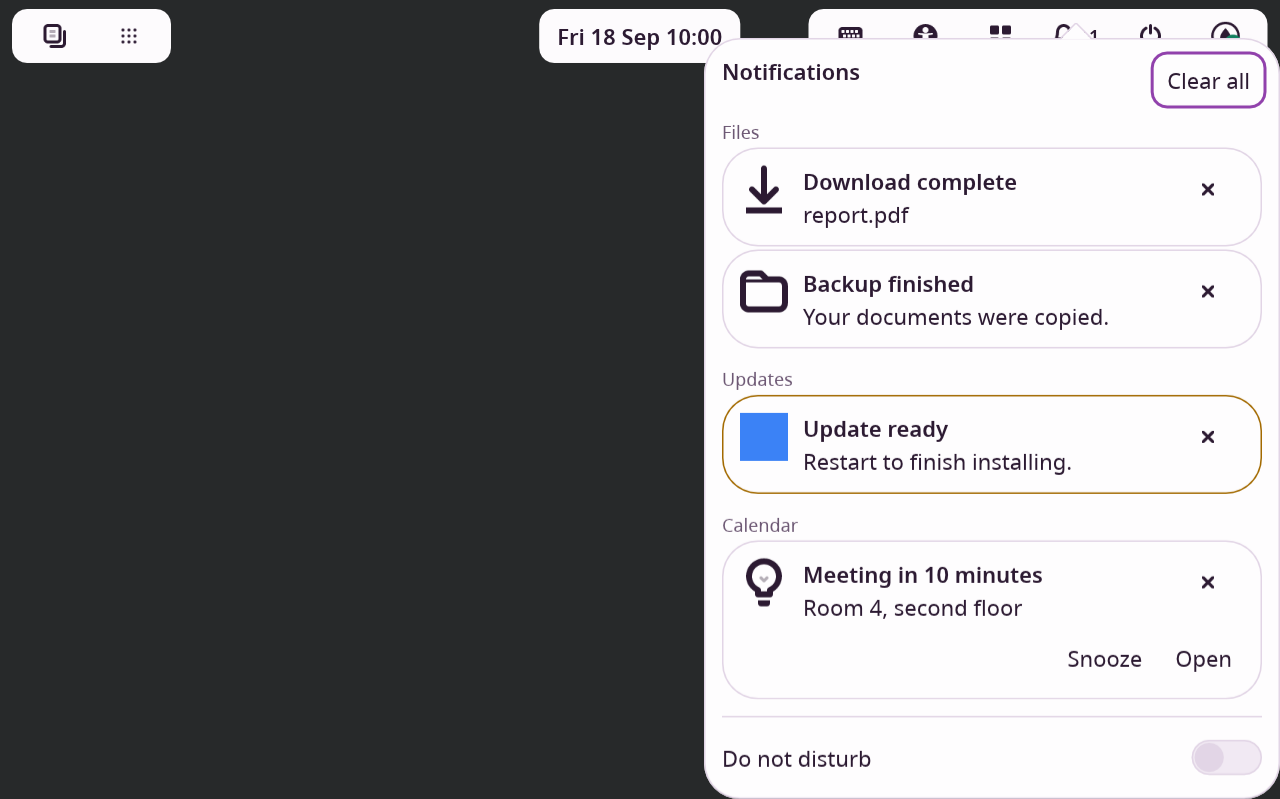 Fri 18 Sep 10:00
1
Notifications
Clear all
Files
Download complete
report.pdf
Backup finished
Your documents were copied.
Updates
Update ready
Restart to finish installing.
Calendar
Meeting in 10 minutes
Room 4, second floor
Snooze Open
Do not disturb